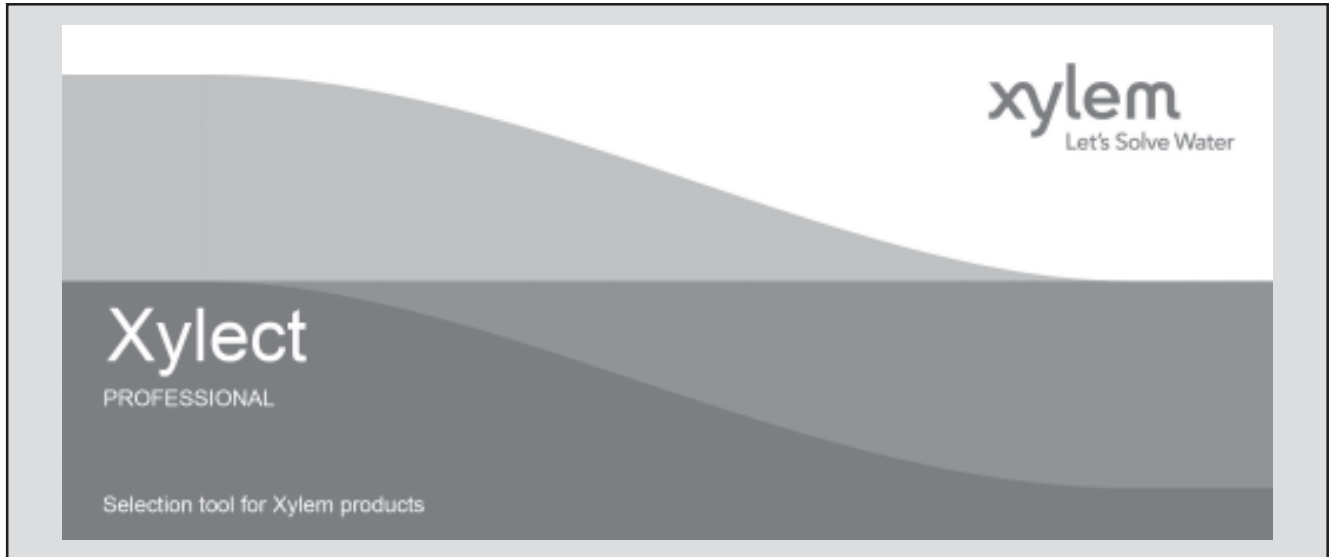 xylem
Let's Solve Water
Xylect
PROFESSIONAL
Selection tool for Xylem products